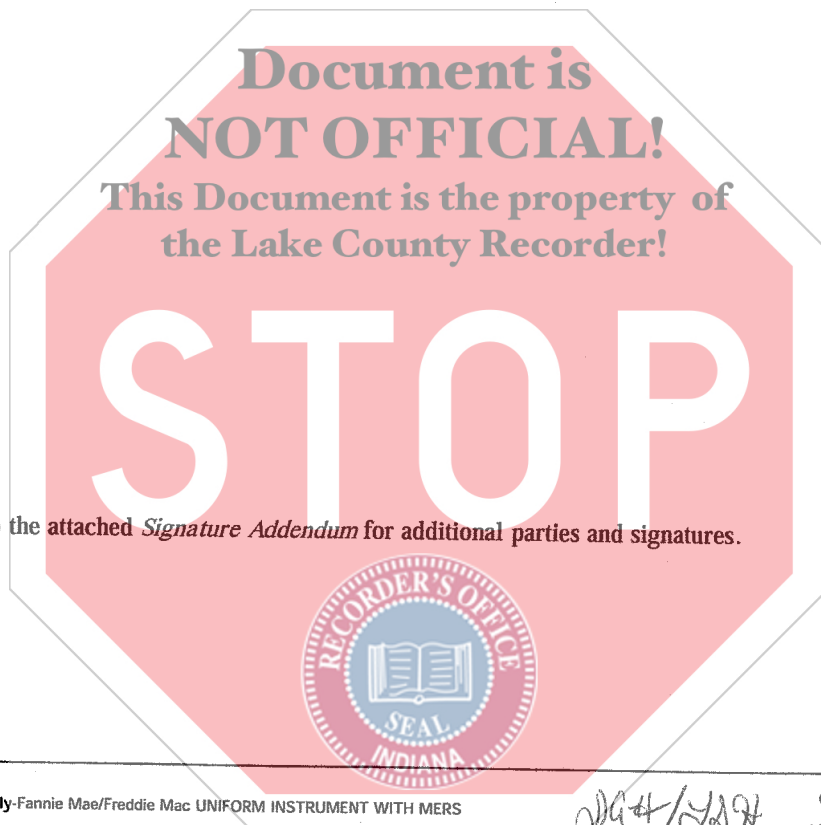 Document is
NOT OFFICIAL!
This Document is the property of
the Lake County Recorder!
STOP
the attached Signature Addendum for additional parties and signatures.
RECORDER'S OFFICE
SEAL
INDIANA
ly-Fannie Mae/Freddie Mac UNIFORM INSTRUMENT WITH MERS